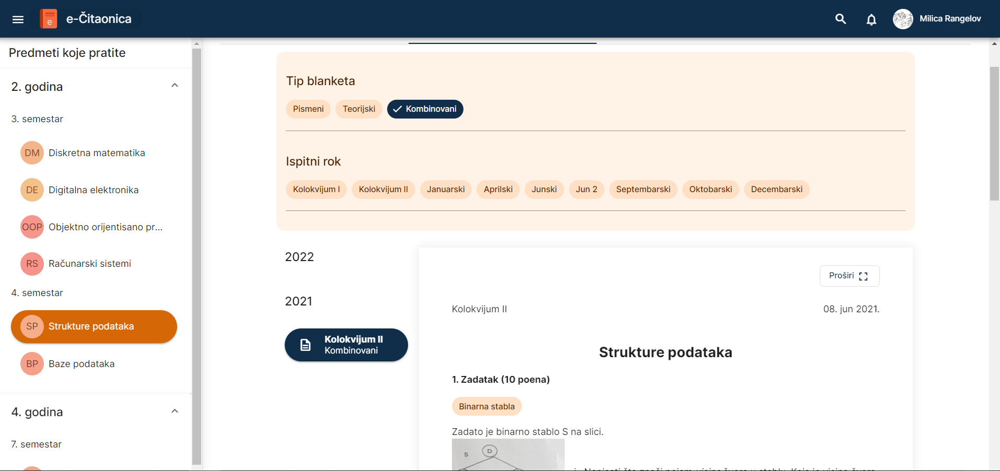 e
e-Čitaonica
Milica Rangelov
Predmeti koje pratite
2. godina
3. semestar
DM Diskretna matematika
DE Digitalna elektronika
OOP Objektno orijentisano pr...
RS Računarski sistemi
4. semestar
SP Strukture podataka
BP Baze podataka
4. godina
7. semestar
Tip blanketa
Pismeni Teorijski Kombinovani
Ispitni rok
Kolokvijum I Kolokvijum II Januarski Aprilski Junski Jun 2 Septembarski Oktobarski Decembarski
2022
2021
Kolokvijum II
Kombinovani
Proširi
Kolokvijum II 08. jun 2021.
Strukture podataka
1. Zadatak (10 poena)
Binarna stabla
Zadato je binarno stablo S na slici.
S D